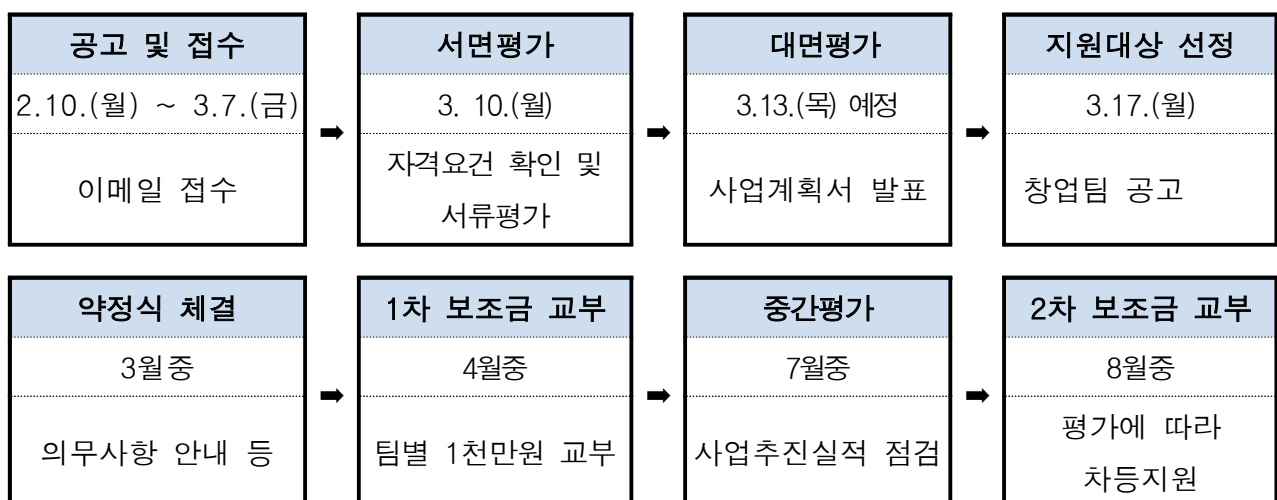 공고 및 접수
2.10.(월) ~ 3.7.(금)
이메일 접수
➡
서면평가
3. 10.(월)
자격요건 확인 및
서류평가
➡
대면평가
3.13.(목) 예정
사업계획서 발표
➡
지원대상 선정
3.17.(월)
창업팀 공고
약정식 체결
3월중
의무사항 안내 등
➡
1차 보조금 교부
4월중
팀별 1천만원 교부
➡
중간평가
7월중
사업추진실적 점검
➡
2차 보조금 교부
8월중
평가에 따라
차등지원